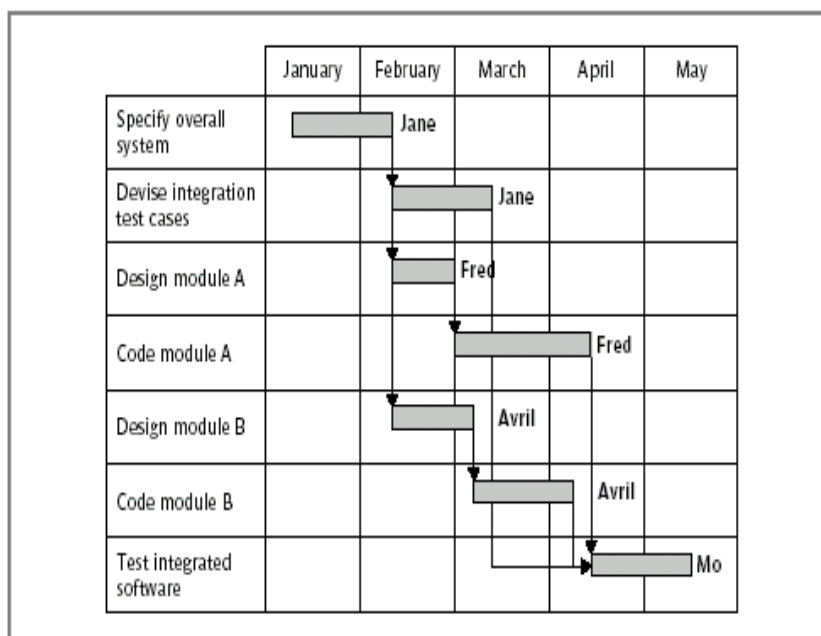 January February March April May
Specify overall Jane
system
Devise integration Jane
test cases
Design module A Fred
Code module A Fred
Design module B Avril
Code module B Avril
Test integrated Mo
software